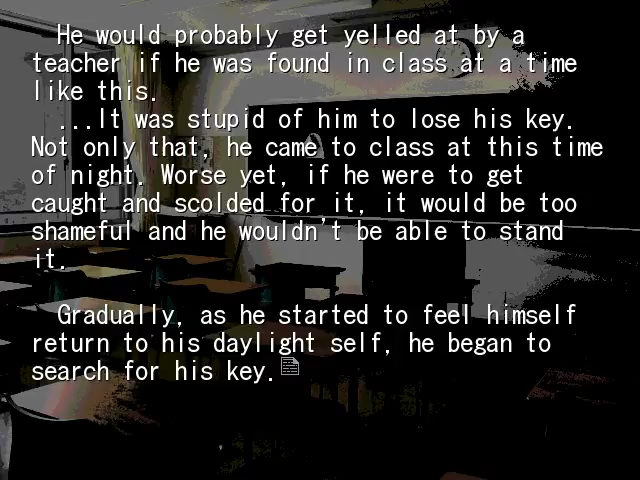 He would probably get yelled at by a
teacher if he was found in class at a time
like this.
...It was stupid of him to lose his key.
Not only that, he came to class at this time
of night. Worse yet, if he were to get
caught and scolded for it, it would be too
shameful and he wouldn't be able to stand
it.
Gradually, as he started to feel himself
return to his daylight self, he began to
search for his key.